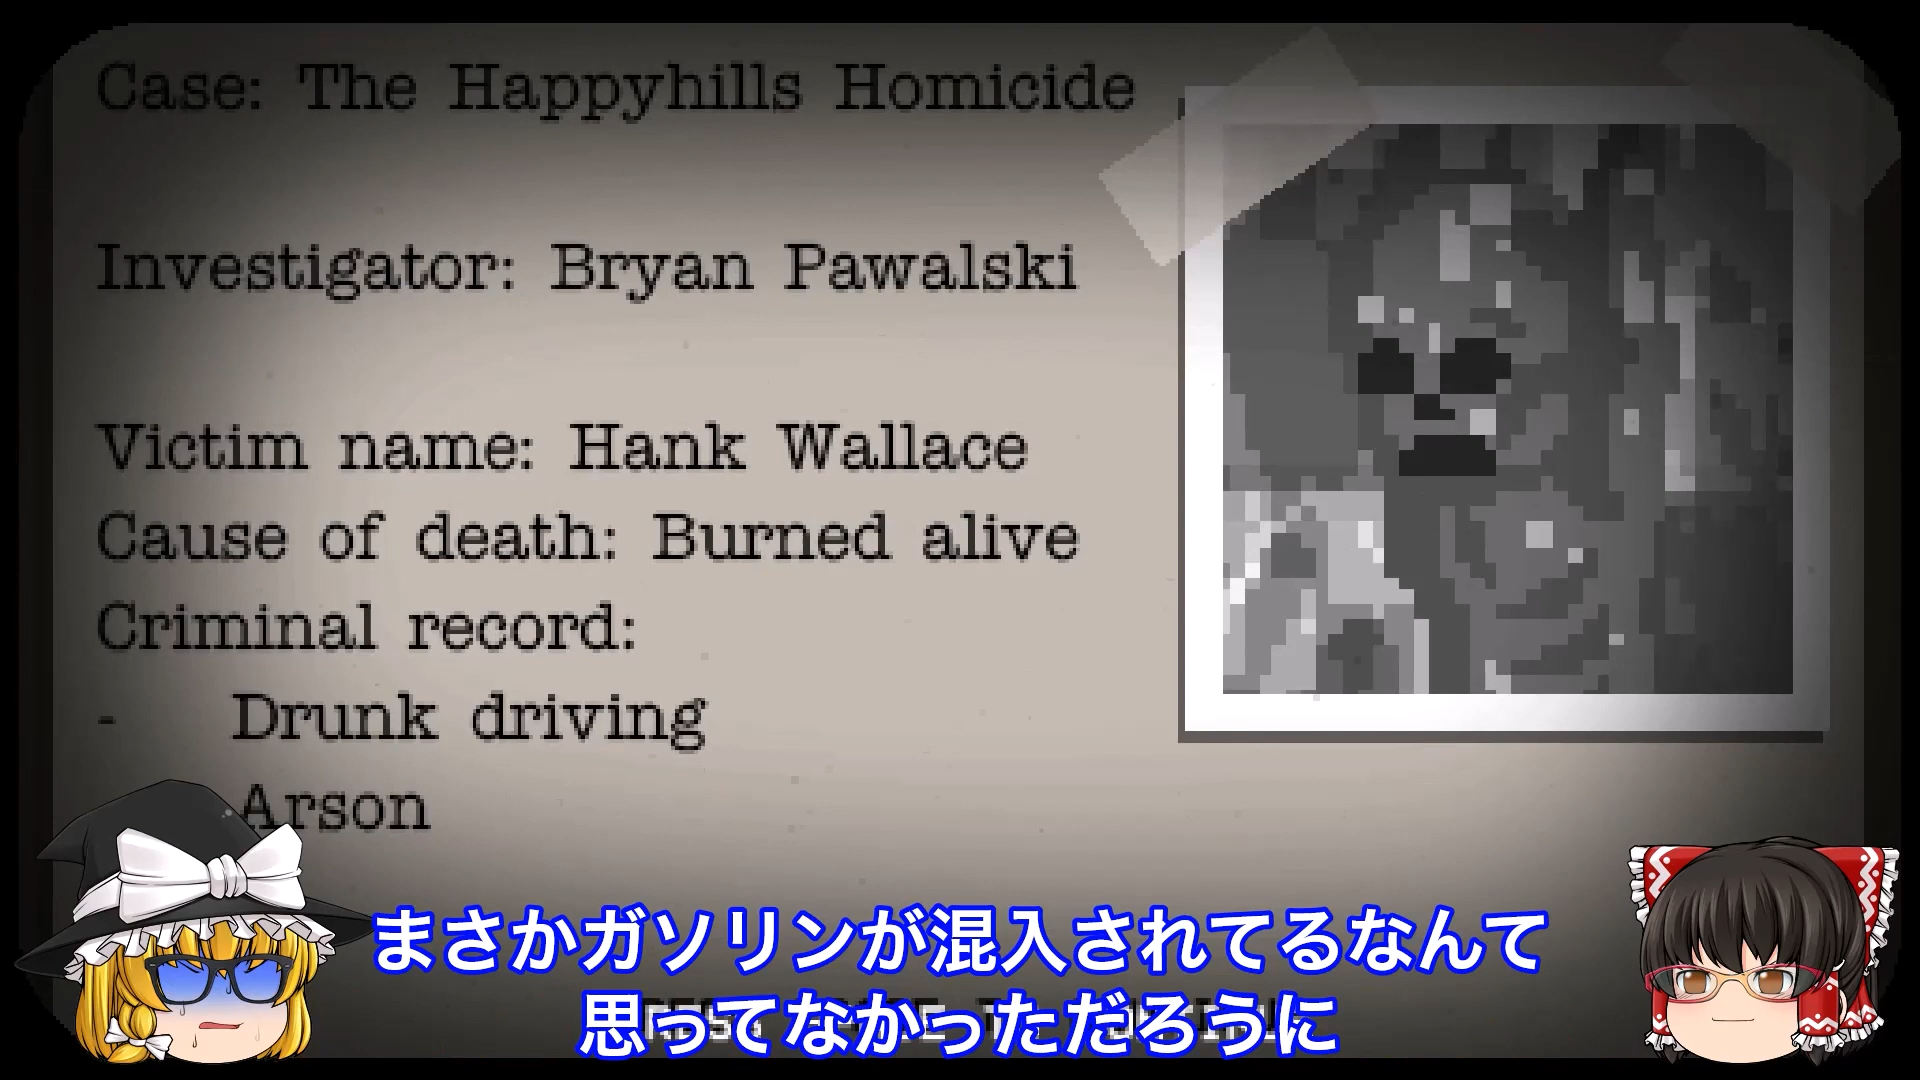 Case: The Happyhills Homicide
Investigator: Bryan Pawalski
Victim name: Hank Wallace
Cause of death: Burned alive
Criminal record:
- Drunk driving
Arson
まさかガソリンが混入されてるなんて
思ってなかっただろうに